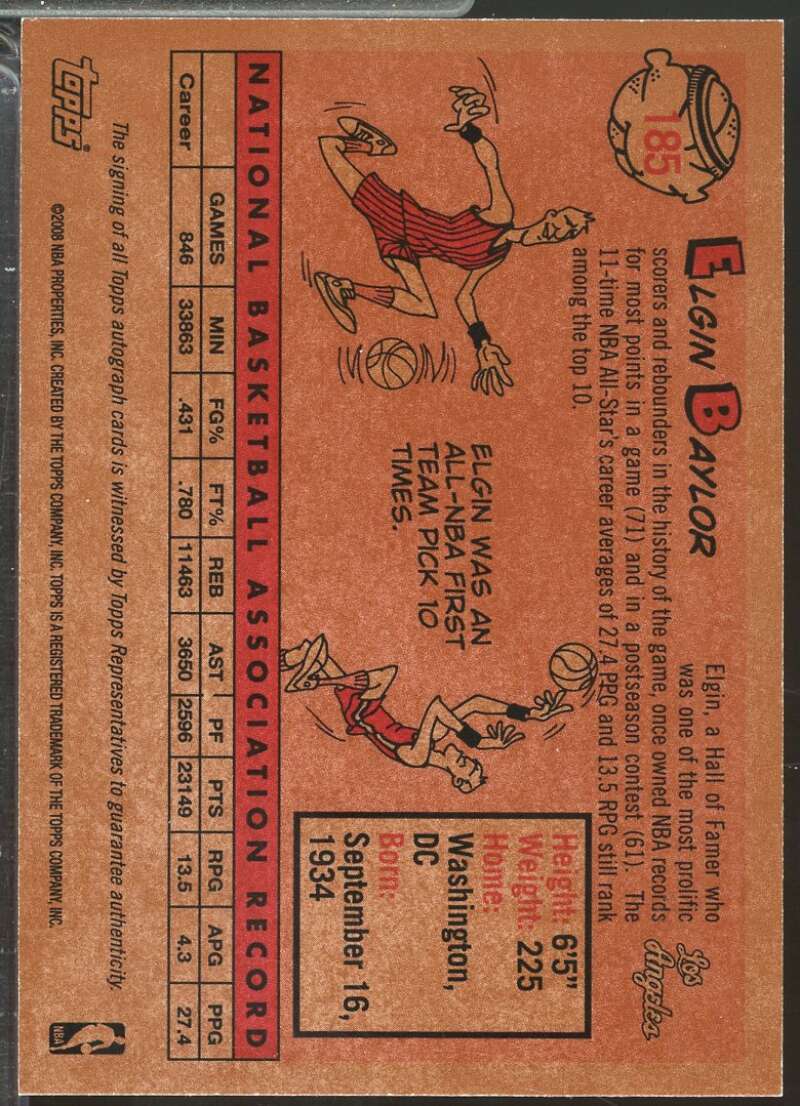 185
ELGIN BAYLOR
Los Angeles
Elgin, a Hall of Famer who
was one of the most prolific
scorers and rebounders in the history of the game, once owned NBA records
for most points in a game (71) and in a postseason contest (61). The
11-time NBA All-Star's career averages of 27.4 PPG and 13.5 RPG still rank
among the top 10.
ELGIN WAS AN
ALL-NBA FIRST
TEAM PICK 10
TIMES.
Height: 6'5"
Weight: 225
Home:
Washington,
DC
Born:
September 16,
1934
NATIONAL BASKETBALL ASSOCIATION RECORD
GAMES MIN FG% FT% REB AST PF PTS RPG APG PPG
Career 846 33863 .431 .780 11463 3650 2596 23149 13.5 4.3 27.4
The signing of all Topps autograph cards is witnessed by Topps Representatives to guarantee authenticity.
topps
©2008 NBA PROPERTIES, INC. CREATED BY THE TOPPS COMPANY, INC. TOPPS IS A REGISTERED TRADEMARK OF THE TOPPS COMPANY, INC.
NBA